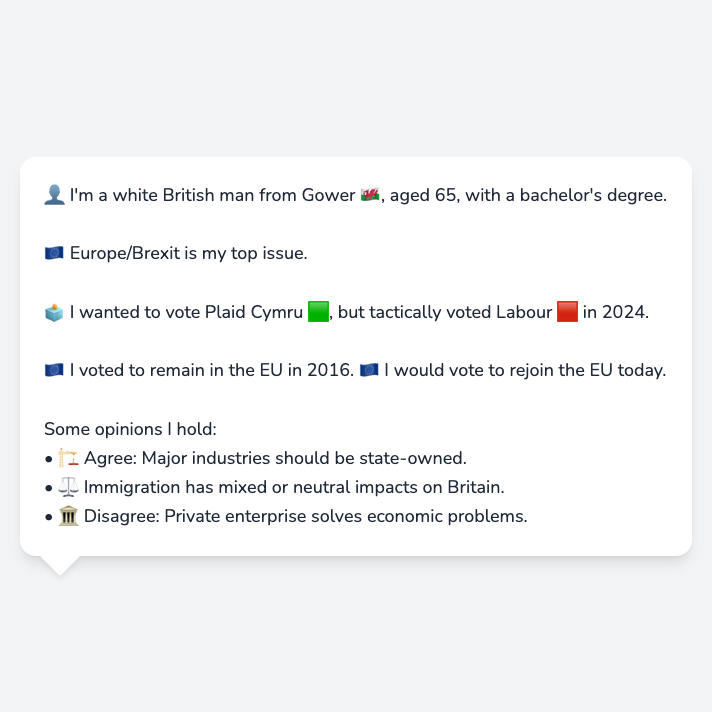 👤 I'm a white British man from Gower 🏴󠁧󠁢󠁷󠁬󠁳󠁿, aged 65, with a bachelor's degree.
🇪🇺 Europe/Brexit is my top issue.
🗳️ I wanted to vote Plaid Cymru 🟩, but tactically voted Labour 🟥 in 2024.
🇪🇺 I voted to remain in the EU in 2016. 🇪🇺 I would vote to rejoin the EU today.
Some opinions I hold:
• 🏗️ Agree: Major industries should be state-owned.
• ⚖️ Immigration has mixed or neutral impacts on Britain.
• 🏛️ Disagree: Private enterprise solves economic problems.